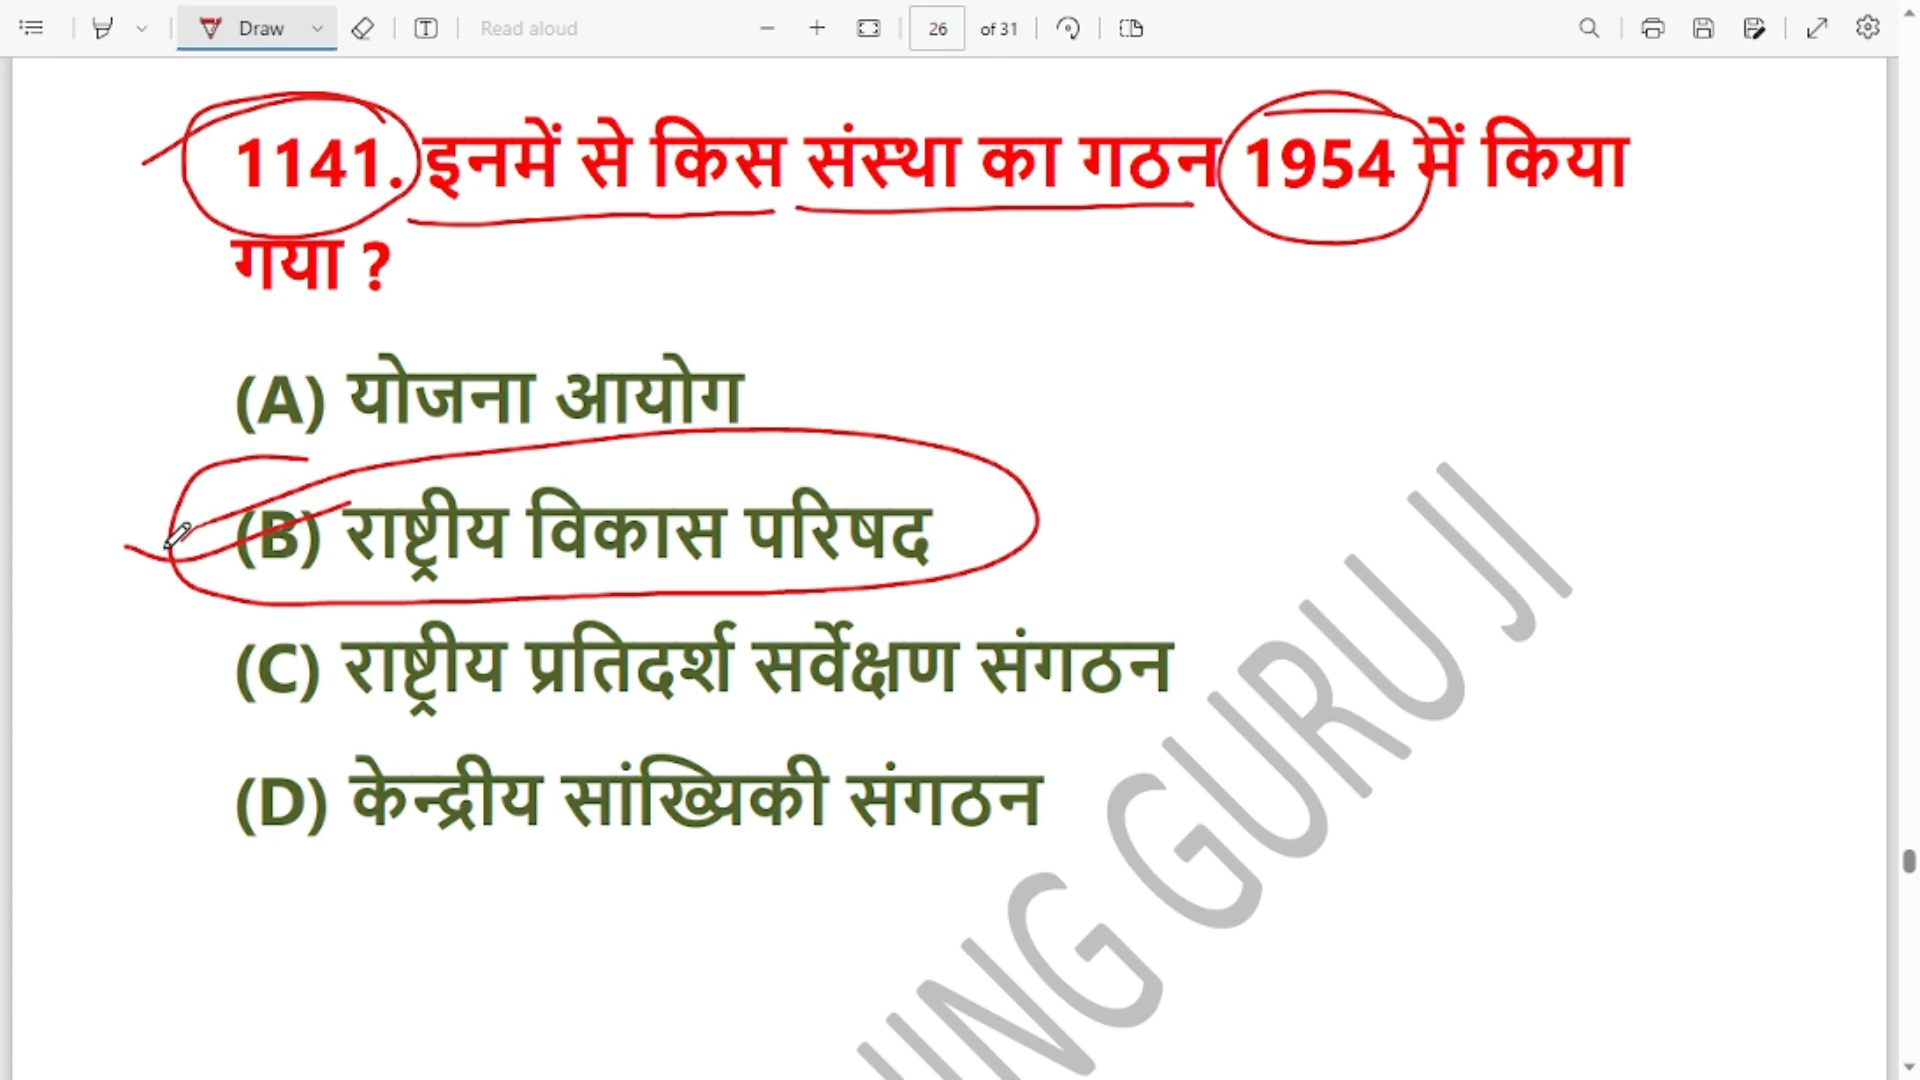 Draw
Read aloud
26 of 31
1141. इनमें से किस संस्था का गठन 1954 में किया
गया ?
(A) योजना आयोग
(B) राष्ट्रीय विकास परिषद
(C) राष्ट्रीय प्रतिदर्श सर्वेक्षण संगठन
(D) केन्द्रीय सांख्यिकी संगठन
GURU JI